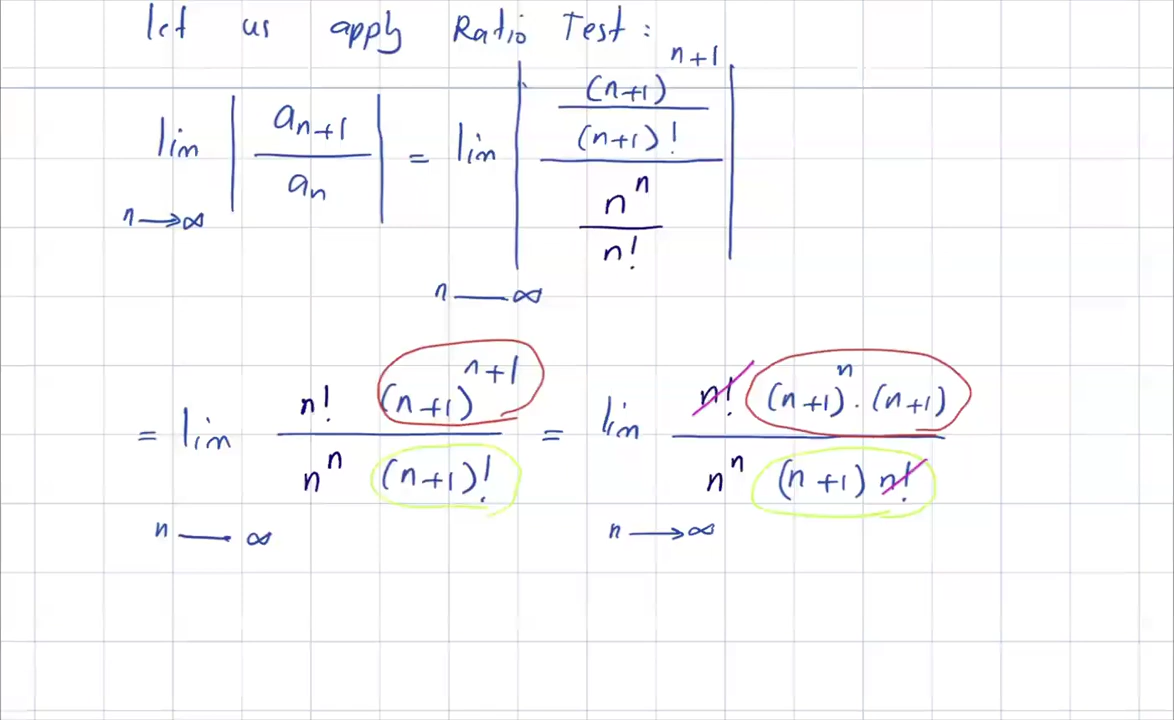 let us apply Ratio Test:
lim n→∞ | a_{n+1} / a_n | = lim n—∞ | ((n+1)^{n+1} / (n+1)!) / (n^n / n!) |
= lim n—∞ n! (n+1)^{n+1} / n^n (n+1)! = lim n→∞ n! (n+1)^n · (n+1) / n^n (n+1) n!